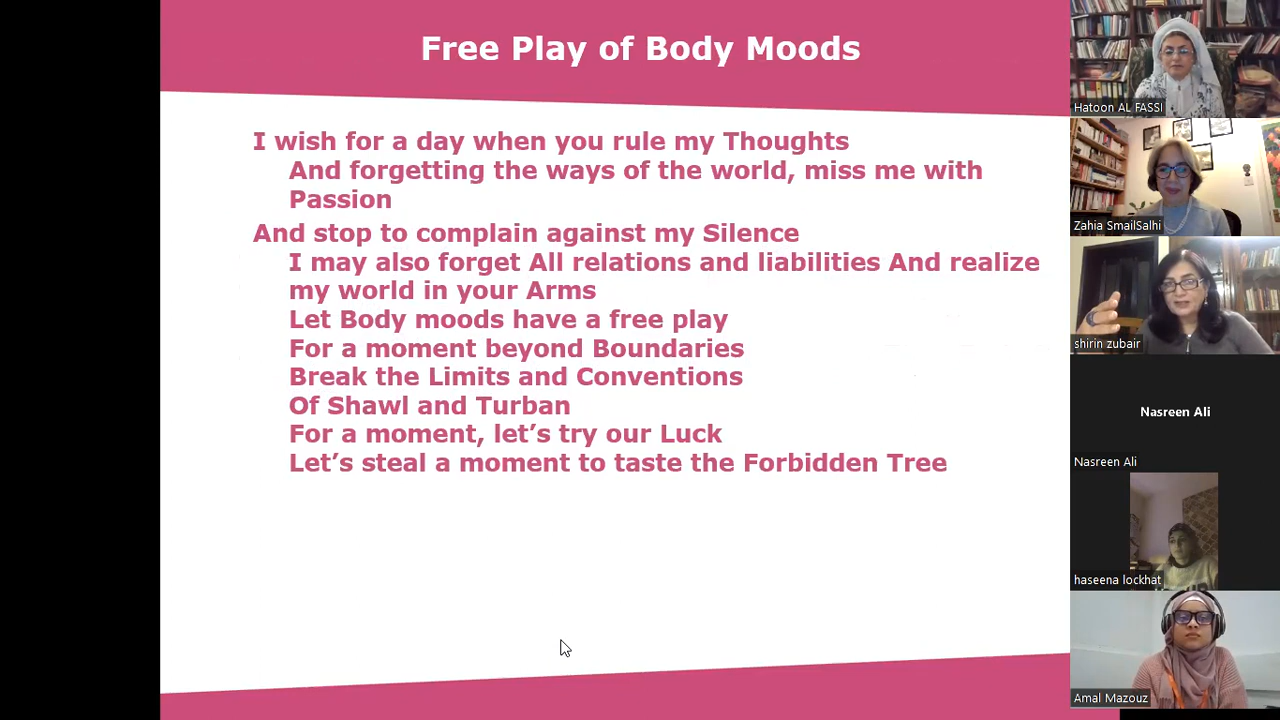 Free Play of Body Moods
I wish for a day when you rule my Thoughts
And forgetting the ways of the world, miss me with
Passion
And stop to complain against my Silence
I may also forget All relations and liabilities And realize
my world in your Arms
Let Body moods have a free play
For a moment beyond Boundaries
Break the Limits and Conventions
Of Shawl and Turban
For a moment, let’s try our Luck
Let’s steal a moment to taste the Forbidden Tree
Hatoon AL FASSI
Zahia SmailSalhi
shirin zubair
Nasreen Ali
Nasreen Ali
haseena lockhat
Amal Mazouz